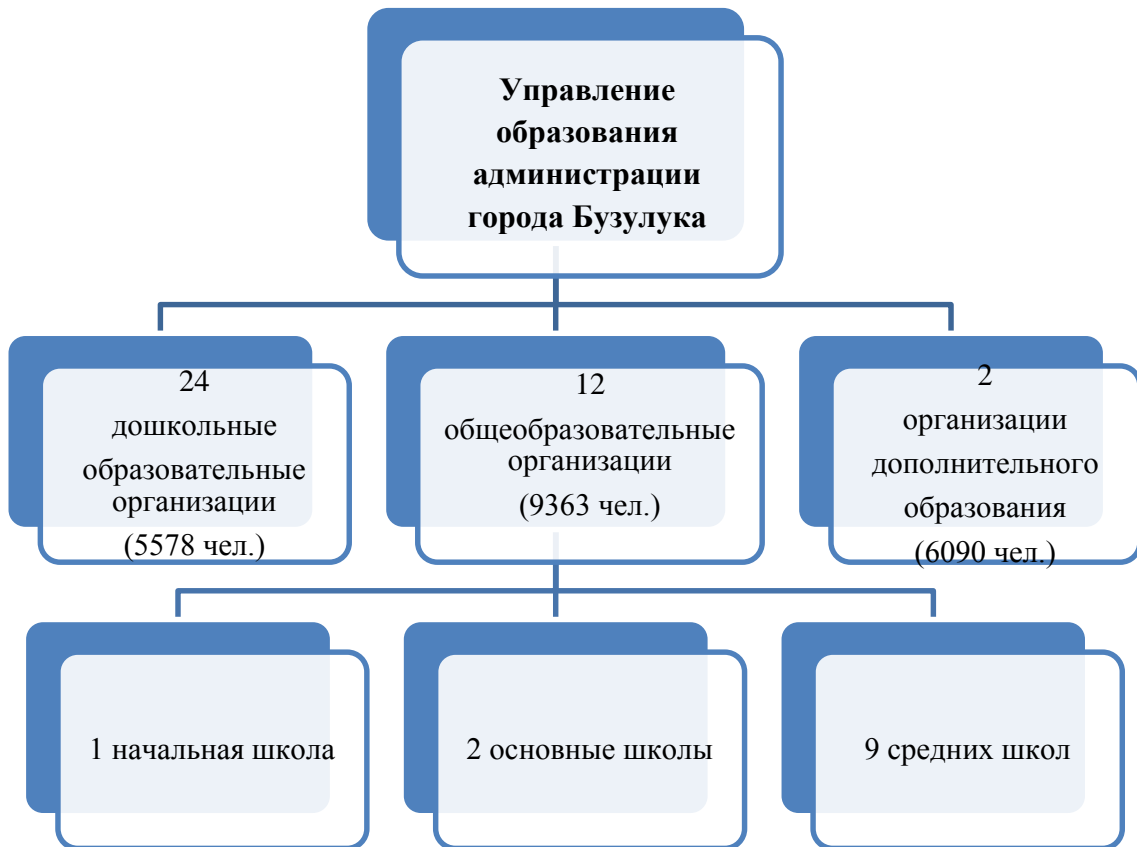 Управление
образования
администрации
города Бузулука
24
дошкольные
образовательные
организации
(5578 чел.)
12
общеобразовательные
организации
(9363 чел.)
2
организации
дополнительного
образования
(6090 чел.)
1 начальная школа
2 основные школы
9 средних школ